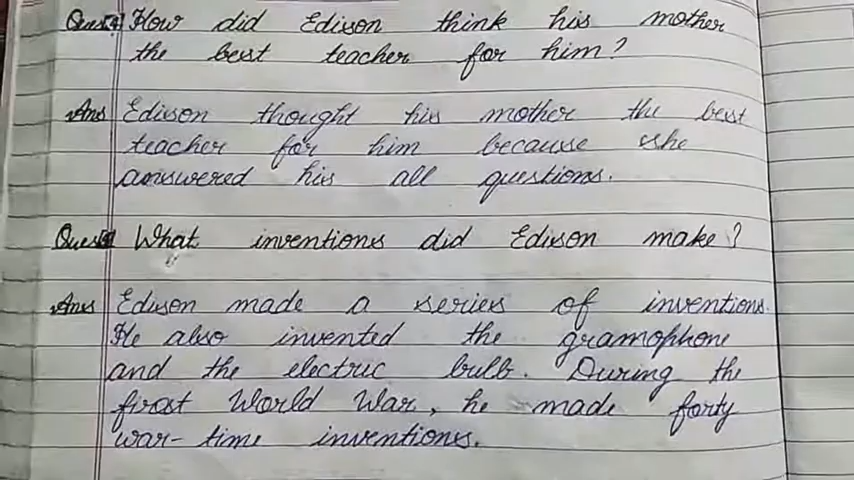 Ques How did Edison think his mother
the best teacher for him?
Ans Edison thought his mother the best
teacher for him because she
answered his all questions.
Ques What inventions did Edison make?
Ans Edison made a series of inventions.
He also invented the gramophone
and the electric bulb. During the
first World War, he made forty
war-time inventions.